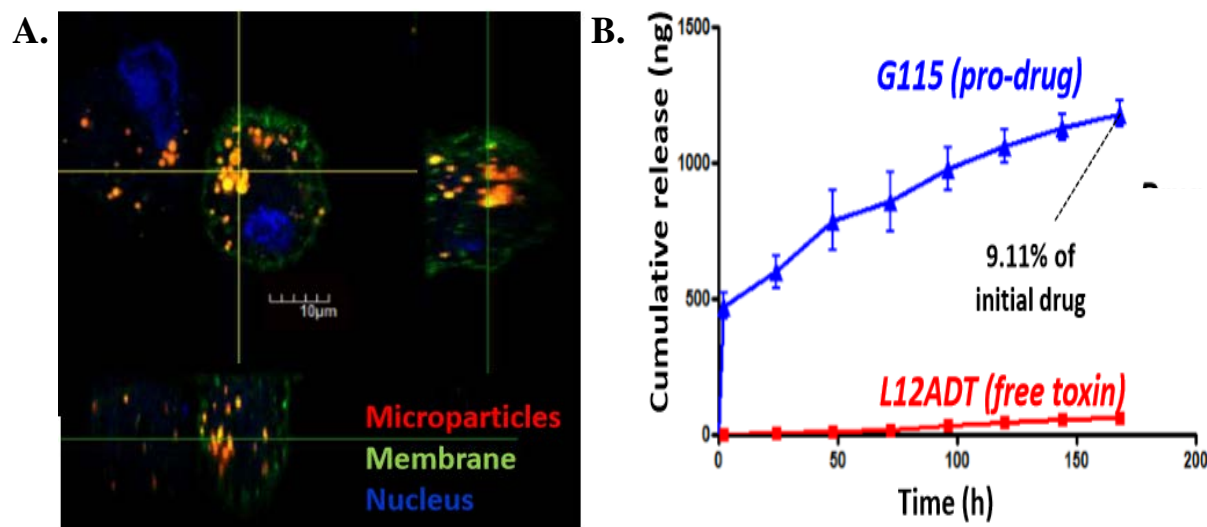 A.
10µm
Microparticles
Membrane
Nucleus
B.
Cumulative release (ng)
1500
1000
500
0
G115 (pro-drug)
9.11% of
initial drug
L12ADT (free toxin)
0 50 100 150 200
Time (h)